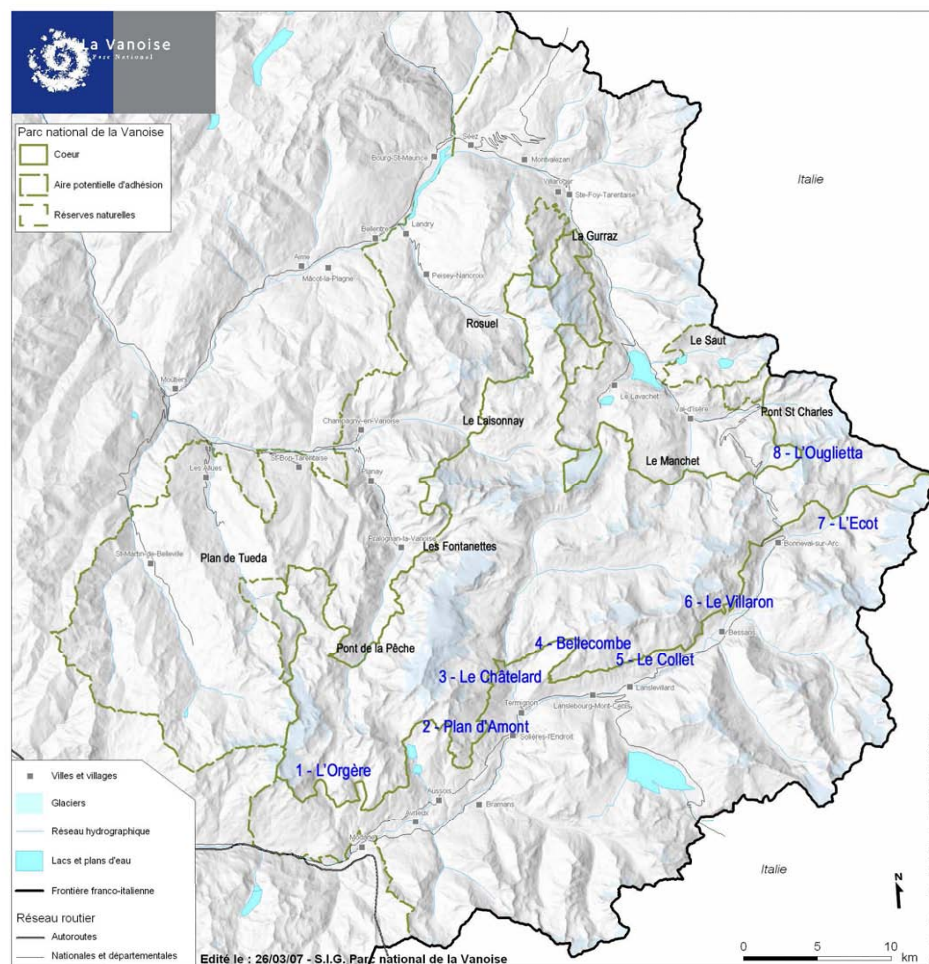 La Vanoise
Parc National
Parc national de la Vanoise
Coeur
Aire potentielle d'adhésion
Réserves naturelles
Italie
Séez
Bourg-St-Maurice
Montvalezan
Villaroger
Ste-Foy-Tarentaise
La Gurraz
Landry
Bellentre
Aime
Mâcot-la-Plagne
Peisey-Nancroix
Rosuel
Le Saut
Moutiers
Le Lavachet
Val-d'Isère
Pont St Charles
Le Laisonnay
Champagny-en-Vanoise
8 - L'Ouglietta
Le Manchet
Les Allues
St-Bon-Tarentaise
Planay
7 - L'Ecot
Bonneval-sur-Arc
St-Martin-de-Belleville
Plan de Tueda
Pralognan-la-Vanoise
Les Fontanettes
6 - Le Villaron
Bessans
Pont de la Pêche
4 - Bellecombe
5 - Le Collet
3 - Le Châtelard
Lanslevillard
Lanslebourg-Mont-Cenis
Termignon
2 - Plan d'Amont
Sollières-l'Endroit
1 - L'Orgère
Aussois
Bramans
Avrieux
Modane
Villes et villages
Glaciers
Réseau hydrographique
Lacs et plans d'eau
Frontière franco-italienne
Réseau routier
Autoroutes
Nationales et départementales
Italie
N
0 5 10
km
Edité le : 26/03/07 - S.I.G. Parc national de la Vanoise